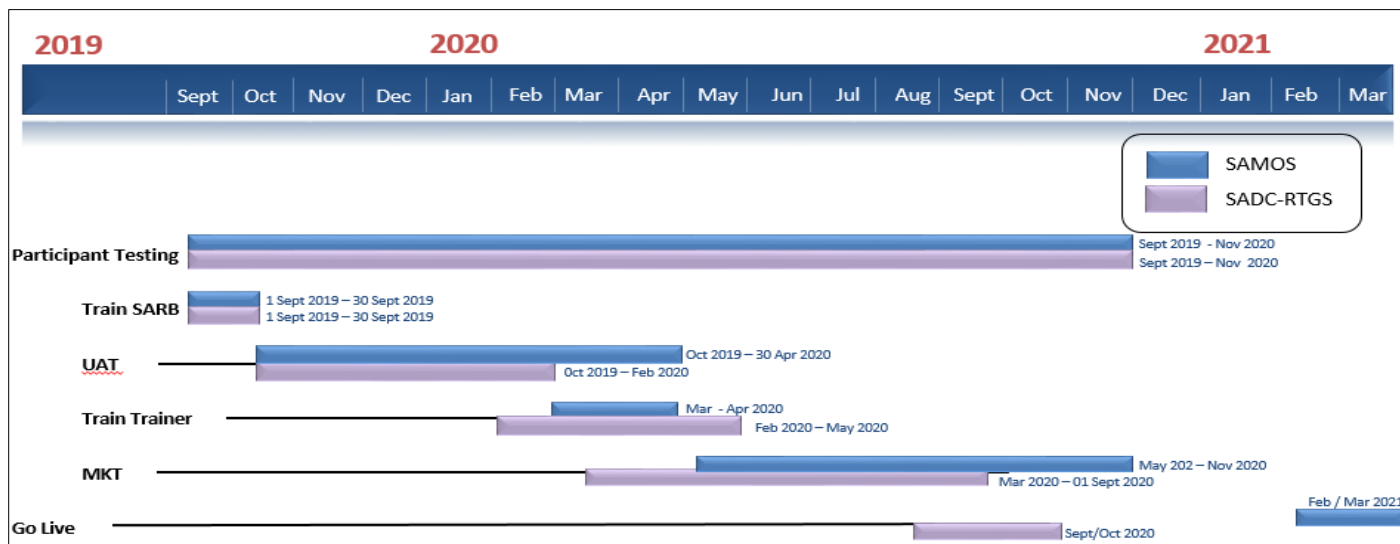 2019 2020 2021
Sept Oct Nov Dec Jan Feb Mar Apr May Jun Jul Aug Sept Oct Nov Dec Jan Feb Mar
SAMOS
SADC-RTGS
Participant Testing
Sept 2019 - Nov 2020
Sept 2019 – Nov 2020
Train SARB
1 Sept 2019 – 30 Sept 2019
1 Sept 2019 – 30 Sept 2019
UAT
Oct 2019 – 30 Apr 2020
0ct 2019 – Feb 2020
Train Trainer
Mar - Apr 2020
Feb 2020 – May 2020
MKT
May 202 – Nov 2020
Mar 2020 – 01 Sept 2020
Go Live
Feb / Mar 2021
Sept/Oct 2020